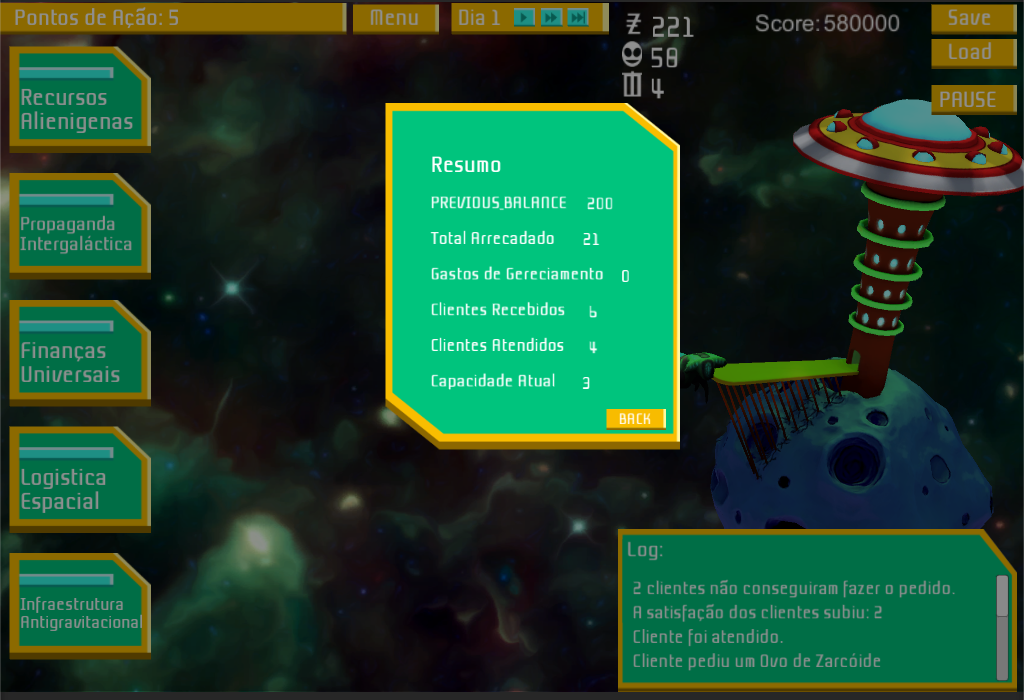 Pontos de Ação: 5
Menu
Dia 1
221
58
4
Score: 580000
Save
Load
PAUSE
Recursos
Alienigenas
Propaganda
Intergaláctica
Finanças
Universais
Logistica
Espacial
Infraestrutura
Antigravitacional
Resumo
PREVIOUS_BALANCE 200
Total Arrecadado 21
Gastos de Gereciamento 0
Clientes Recebidos 6
Clientes Atendidos 4
Capacidade Atual 3
BACK
Log:
2 clientes não conseguiram fazer o pedido.
A satisfação dos clientes subiu: 2
Cliente foi atendido.
Cliente pediu um Ovo de Zarcóide